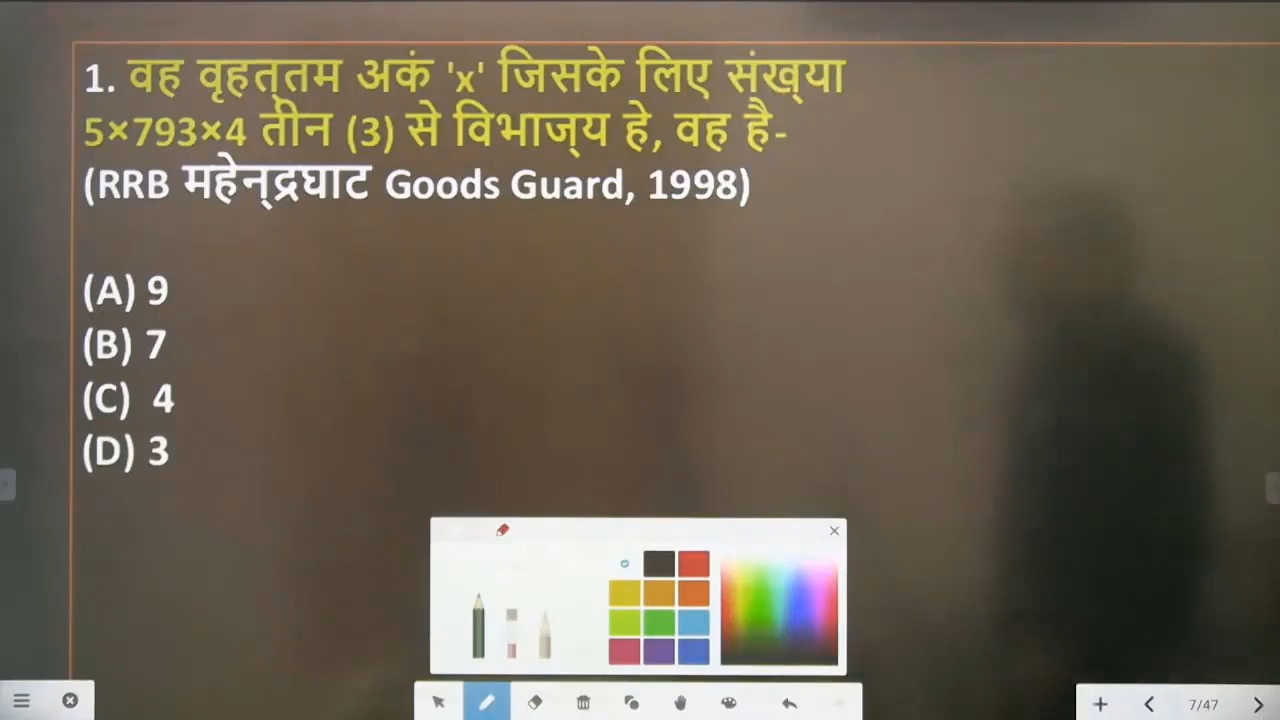 1. वह वृहत्‌तम अकं 'x' जिसके लिए संख्‌या
5×793×4 तीन (3) से विभाज्‌य हे, वह है-
(RRB महेन्‌द्रघाट Goods Guard, 1998)
(A) 9
(B) 7
(C) 4
(D) 3
7/47